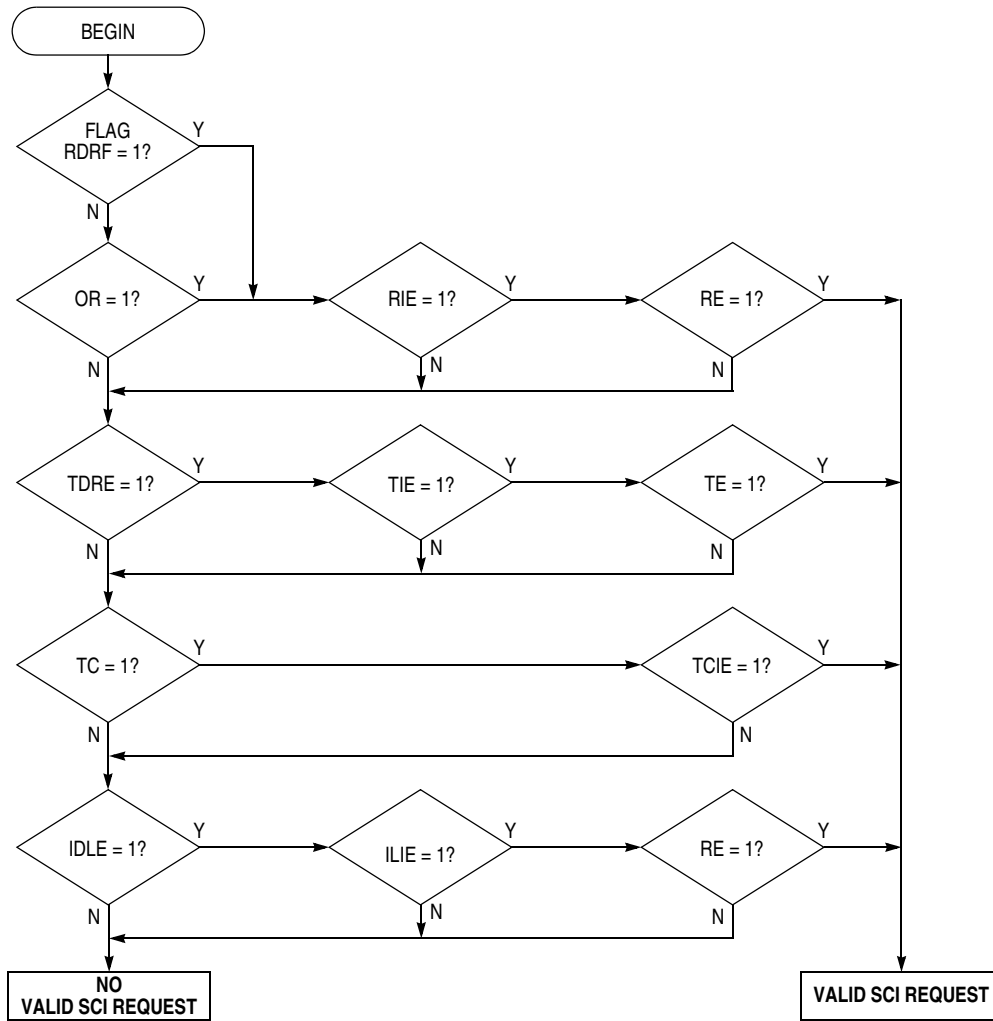 BEGIN
FLAG
RDRF = 1?
Y
N
OR = 1?
Y
RIE = 1?
Y
RE = 1?
Y
N
N
N
TDRE = 1?
Y
TIE = 1?
Y
TE = 1?
Y
N
N
N
TC = 1?
Y
TCIE = 1?
Y
N
N
IDLE = 1?
Y
ILIE = 1?
Y
RE = 1?
Y
N
N
N
NO
VALID SCI REQUEST
VALID SCI REQUEST